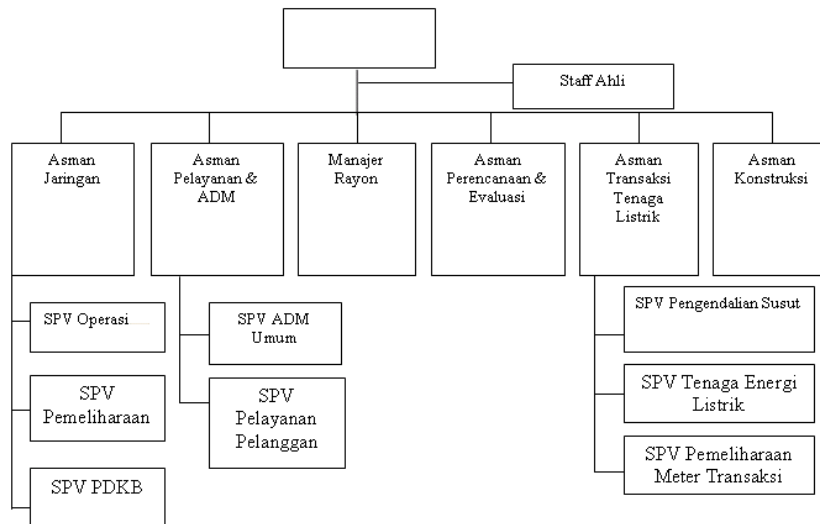 Staff Ahli
Asman
Jaringan
Asman
Pelayanan &
ADM
Manajer
Rayon
Asman
Perencanaan &
Evaluasi
Asman
Transaksi
Tenaga
Listrik
Asman
Konstruksi
SPV Operasi
SPV
Pemeliharaan
SPV PDKB
SPV ADM
Umum
SPV
Pelayanan
Pelanggan
SPV Pengendalian Susut
SPV Tenaga Energi
Listrik
SPV Pemeliharaan
Meter Transaksi